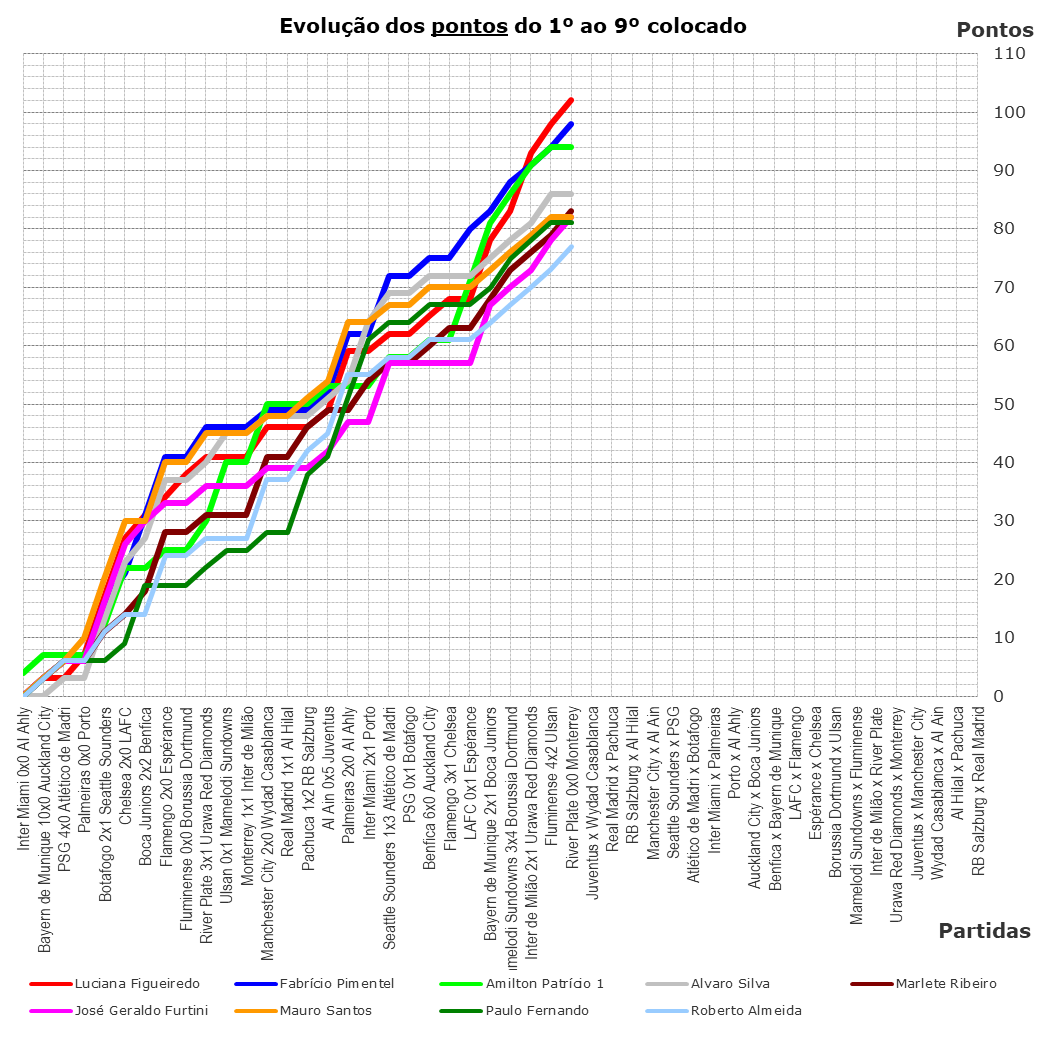 Evolução dos pontos do 1º ao 9º colocado
Pontos
110
100
90
80
70
60
50
40
30
20
10
0
Inter Miami 0x0 Al Ahly
Bayern de Munique 10x0 Auckland City
PSG 4x0 Atlético de Madri
Palmeiras 0x0 Porto
Botafogo 2x1 Seattle Sounders
Chelsea 2x0 LAFC
Boca Juniors 2x2 Benfica
Flamengo 2x0 Espérance
Fluminense 0x0 Borussia Dortmund
River Plate 3x1 Urawa Red Diamonds
Ulsan 0x1 Mamelodi Sundowns
Monterrey 1x1 Inter de Milão
Manchester City 2x0 Wydad Casablanca
Real Madrid 1x1 Al Hilal
Pachuca 1x2 RB Salzburg
Al Ain 0x5 Juventus
Palmeiras 2x0 Al Ahly
Inter Miami 2x1 Porto
Seattle Sounders 1x3 Atlético de Madri
PSG 0x1 Botafogo
Benfica 6x0 Auckland City
Flamengo 3x1 Chelsea
LAFC 0x1 Espérance
Bayern de Munique 2x1 Boca Juniors
melodi Sundowns 3x4 Borussia Dortmund
Inter de Milão 2x1 Urawa Red Diamonds
Fluminense 4x2 Ulsan
River Plate 0x0 Monterrey
Juventus x Wydad Casablanca
Real Madrid x Pachuca
RB Salzburg x Al Hilal
Manchester City x Al Ain
Seattle Sounders x PSG
Atlético de Madri x Botafogo
Inter Miami x Palmeiras
Porto x Al Ahly
Auckland City x Boca Juniors
Benfica x Bayern de Munique
LAFC x Flamengo
Espérance x Chelsea
Borussia Dortmund x Ulsan
Mamelodi Sundowns x Fluminense
Inter de Milão x River Plate
Urawa Red Diamonds x Monterrey
Juventus x Manchester City
Wydad Casablanca x Al Ain
Al Hilal x Pachuca
RB Salzburg x Real Madrid
Partidas
Luciana Figueiredo
Fabrício Pimentel
Amilton Patrício 1
Alvaro Silva
Marlete Ribeiro
José Geraldo Furtini
Mauro Santos
Paulo Fernando
Roberto Almeida